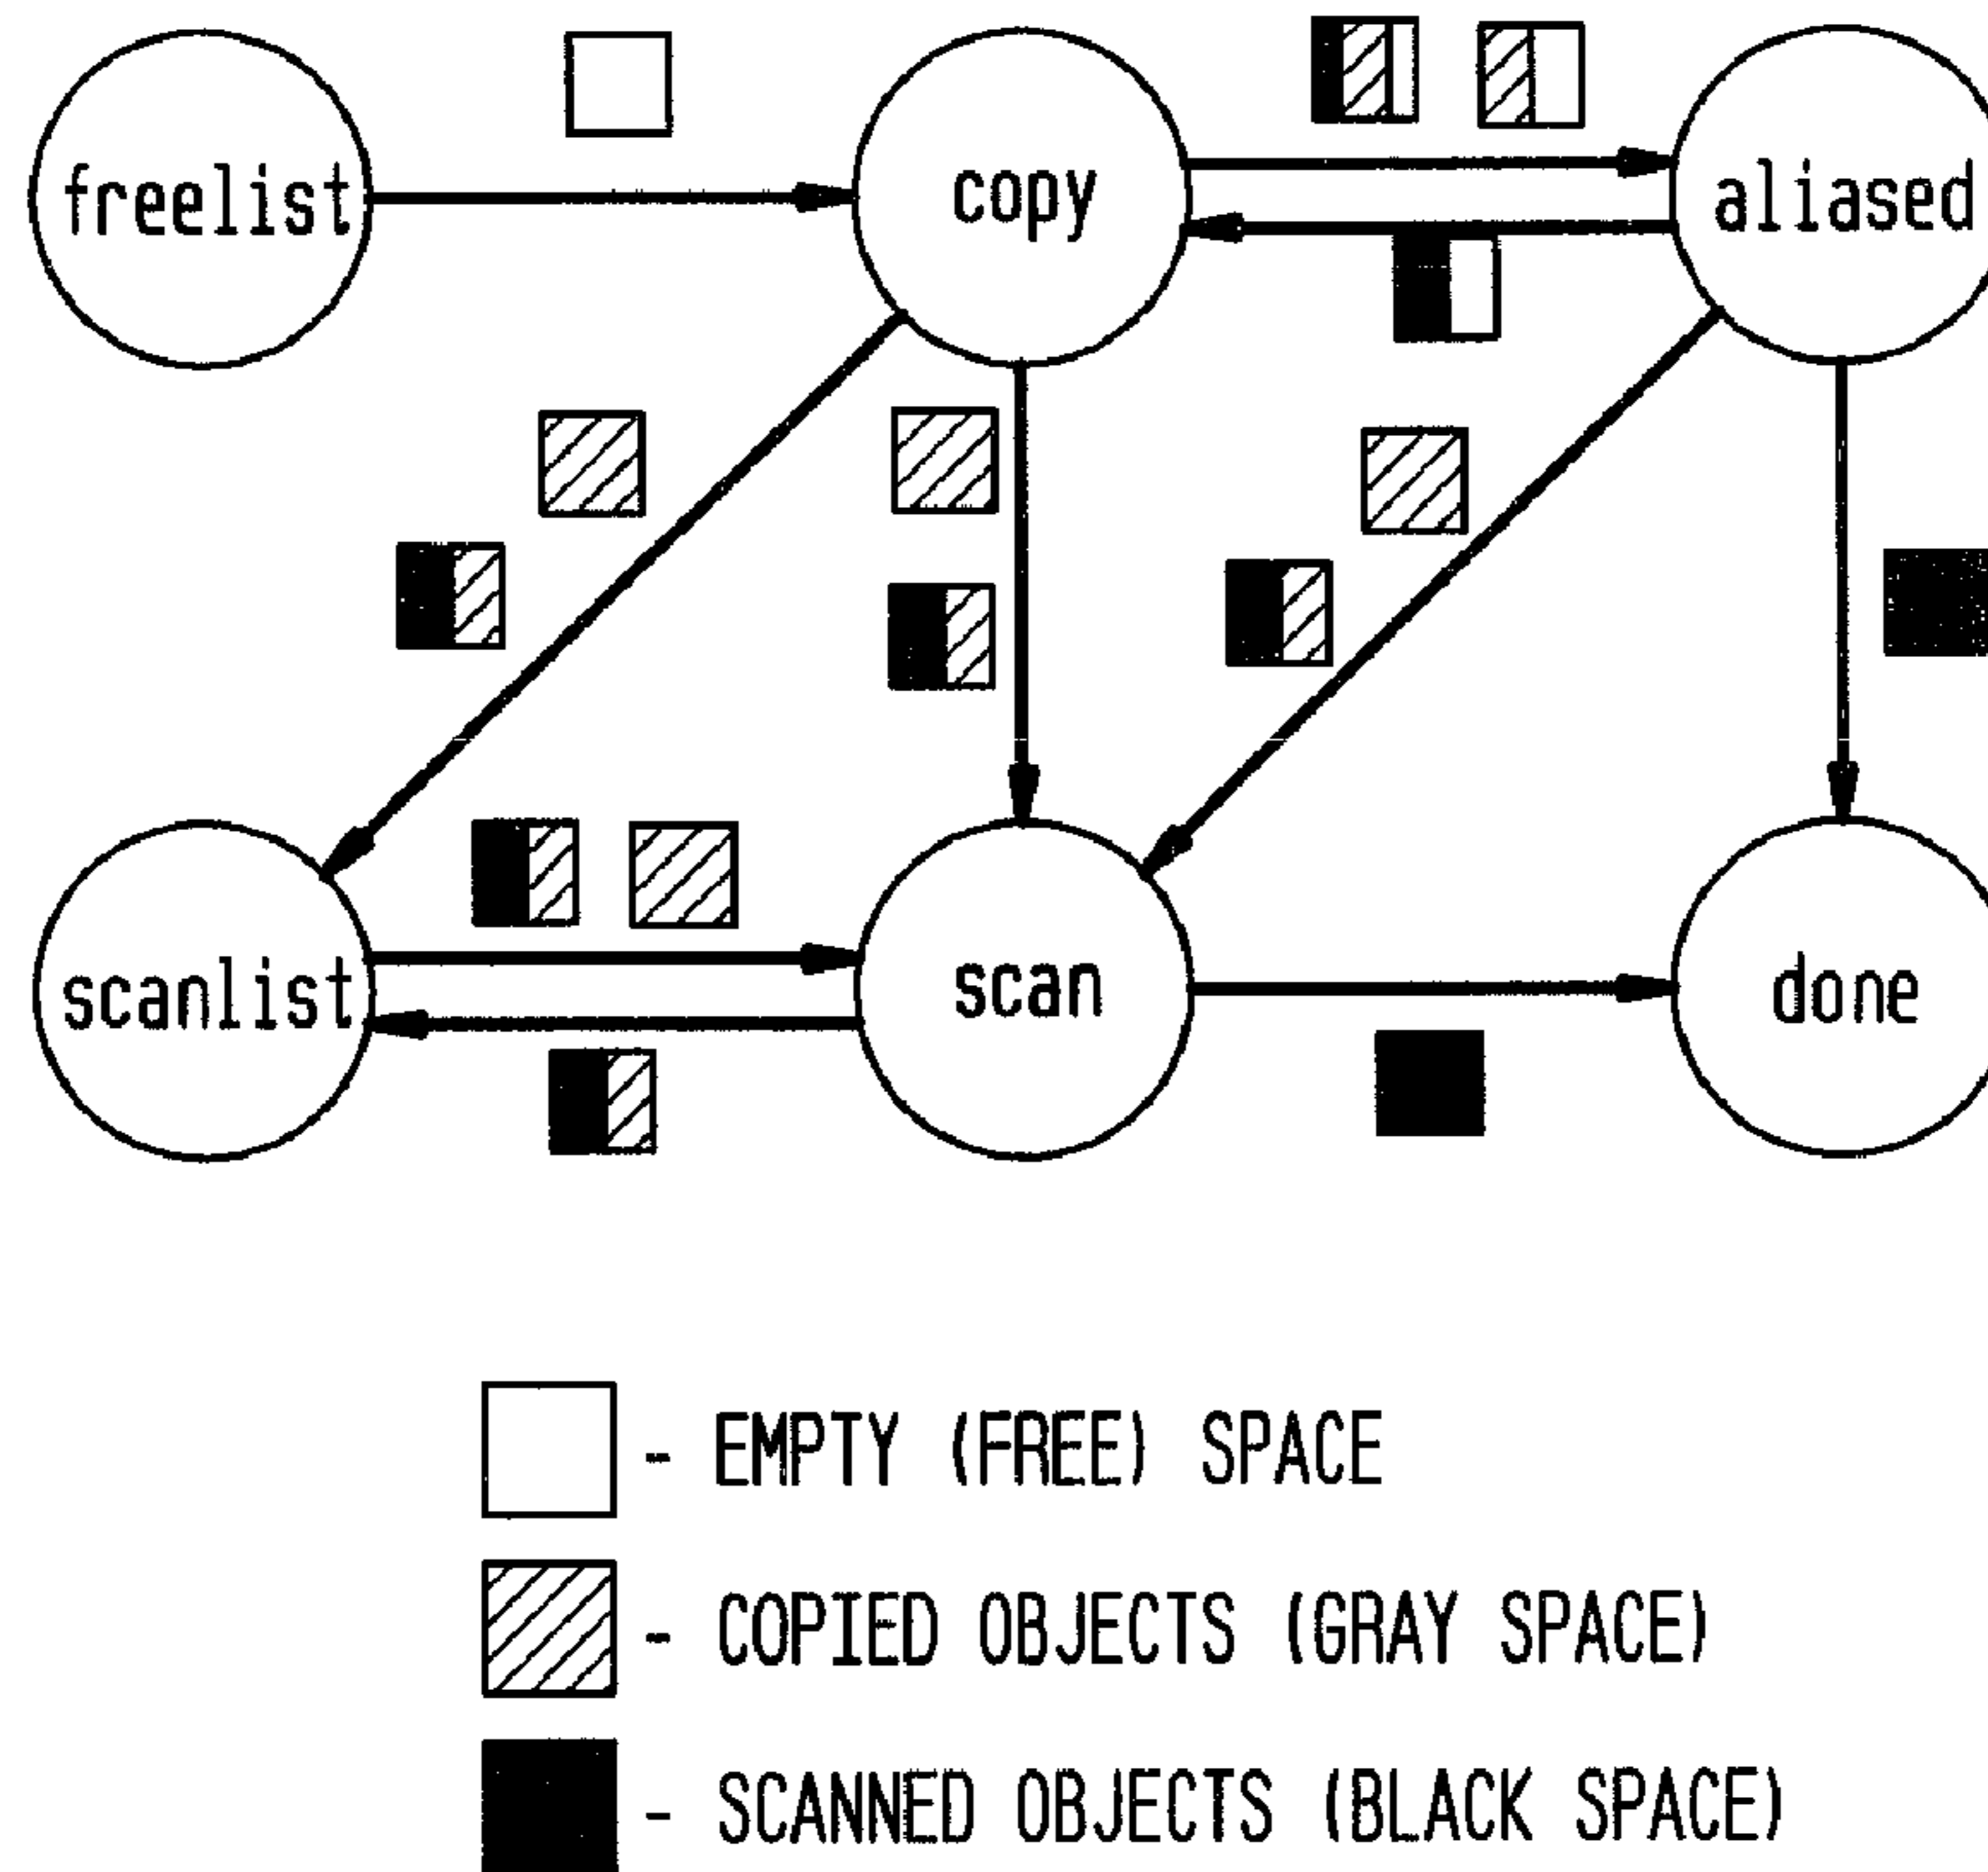 freelist
copy
aliased
scanlist
scan
done
- EMPTY (FREE) SPACE
- COPIED OBJECTS (GRAY SPACE)
- SCANNED OBJECTS (BLACK SPACE)